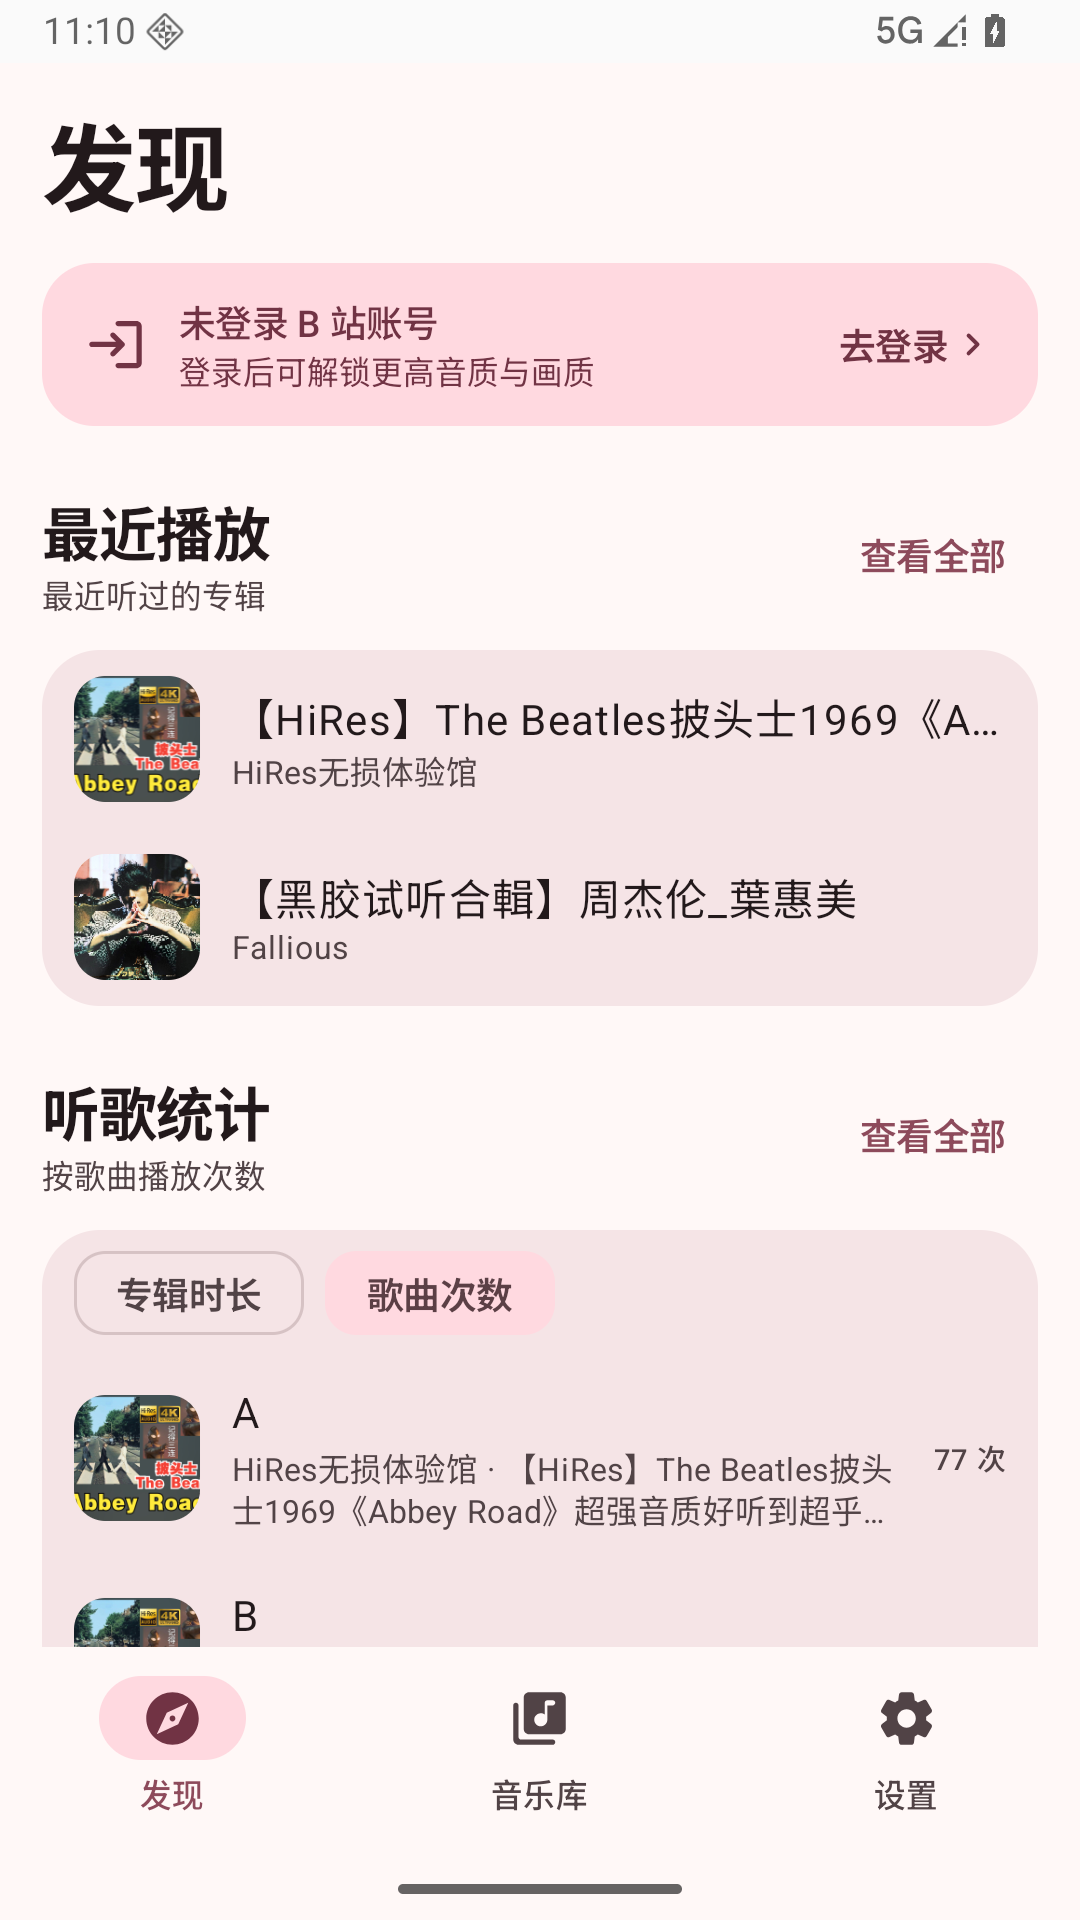 11:10
5G
发现
未登录 B 站账号
登录后可解锁更高音质与画质
去登录
最近播放
最近听过的专辑
查看全部
【HiRes】The Beatles披头士1969《A...
HiRes无损体验馆
【黑胶试听合輯】周杰伦_葉惠美
Fallious
听歌统计
按歌曲播放次数
查看全部
专辑时长
歌曲次数
A
HiRes无损体验馆 · 【HiRes】The Beatles披头
士1969《Abbey Road》超强音质好听到超乎...
77 次
B
发现
音乐库
设置